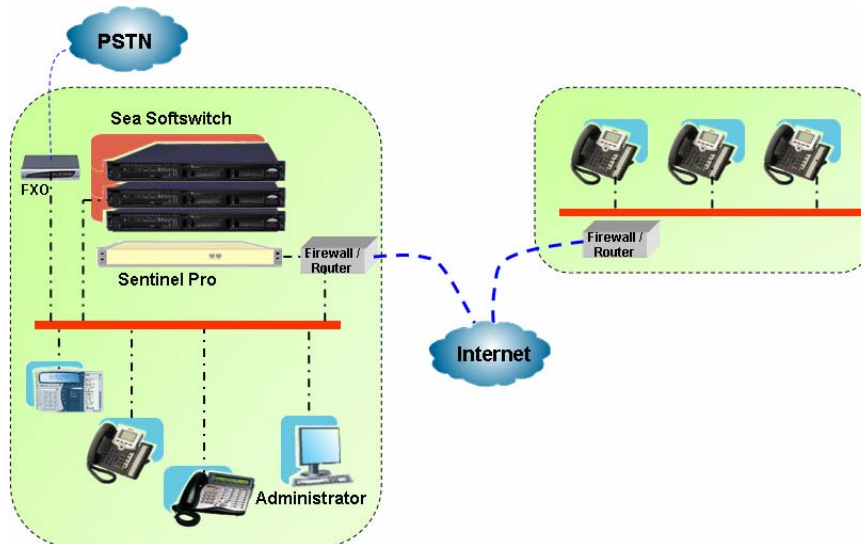 PSTN
Sea Softswitch
FXO
Sentinel Pro
Firewall /
Router
Firewall /
Router
Internet
Administrator